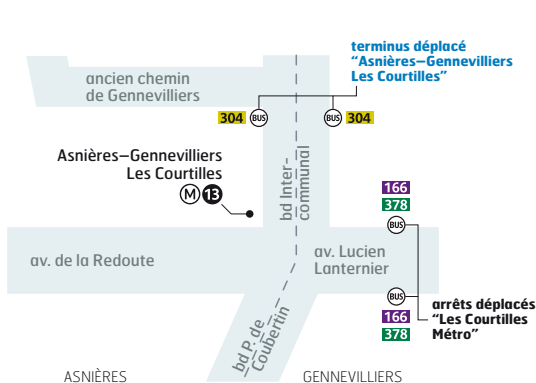 terminus déplacé
“Asnières–Gennevilliers
Les Courtilles”
ancien chemin
de Gennevilliers
304 BUS
BUS 304
Asnières–Gennevilliers
Les Courtilles
M 13
bd Inter-
communal
166
378
BUS
av. de la Redoute
av. Lucien
Lanternier
BUS
166
378
arrêts déplacés
“Les Courtilles
Métro”
bd P. de
Coubertin
ASNIÈRES
GENNEVILLIERS